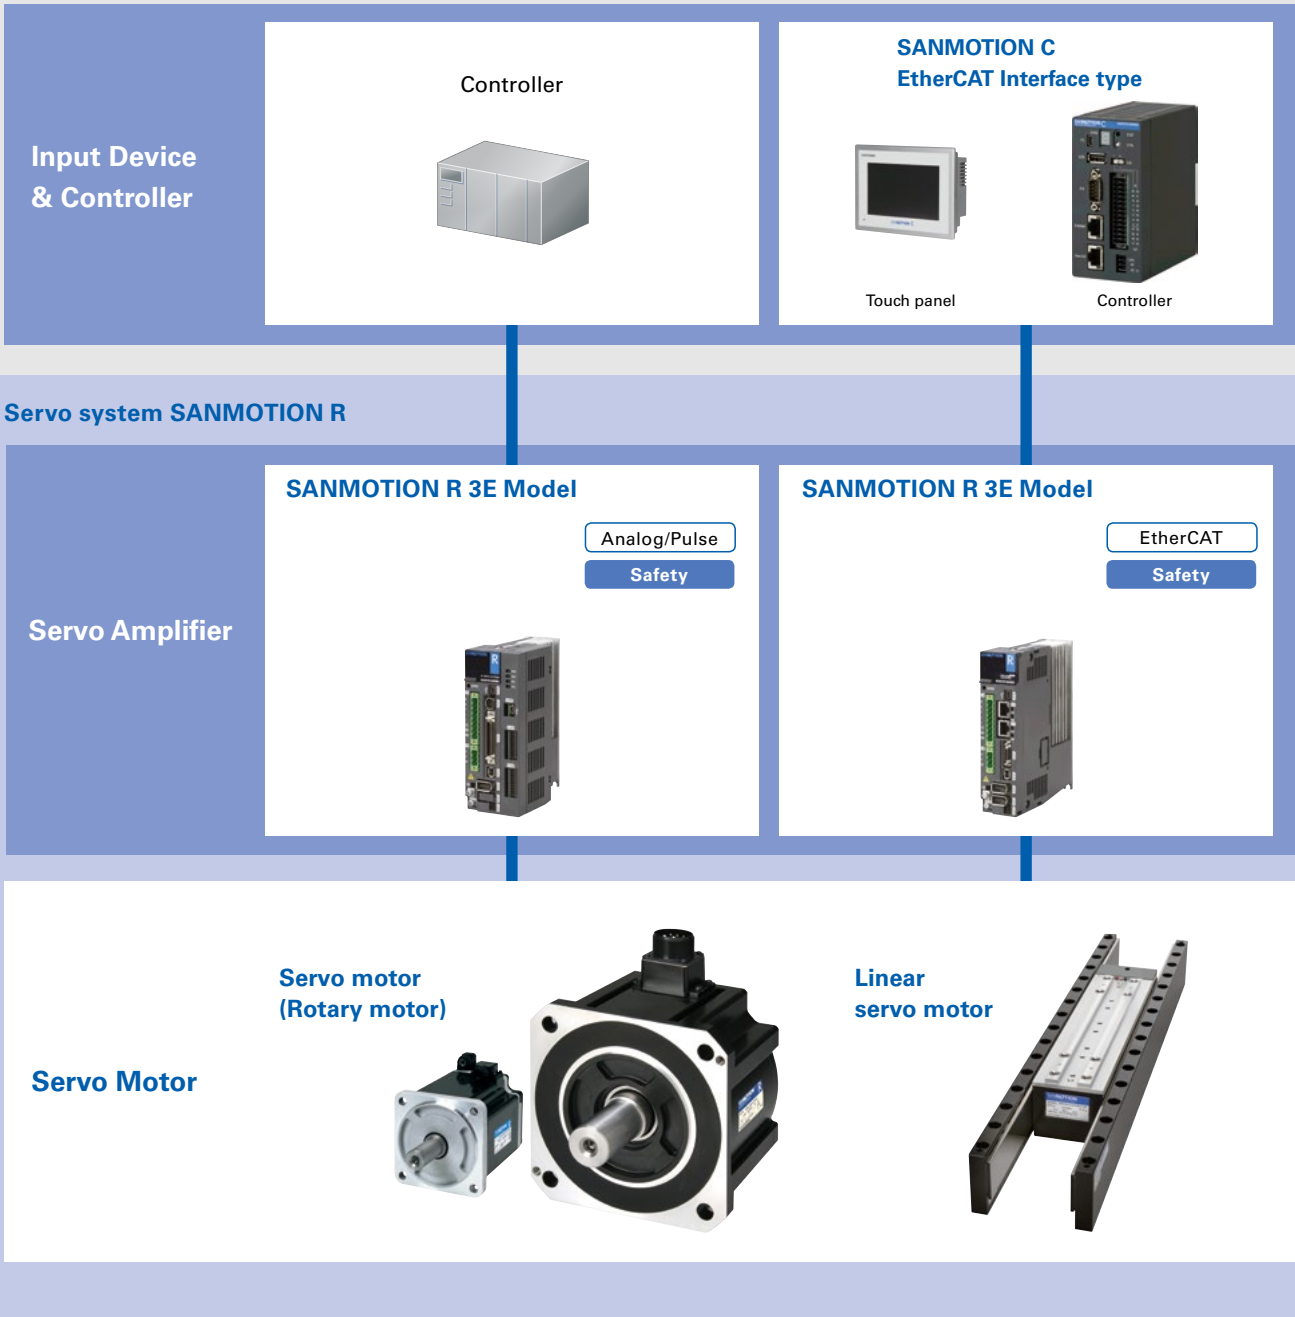 Input Device
& Controller
Controller
SANMOTION C
EtherCAT Interface type
Touch panel
Controller
Servo system SANMOTION R
Servo Amplifier
SANMOTION R 3E Model
Analog/Pulse
Safety
R
SANMOTION R 3E Model
EtherCAT
Safety
R
Servo Motor
Servo motor
(Rotary motor)
Linear
servo motor